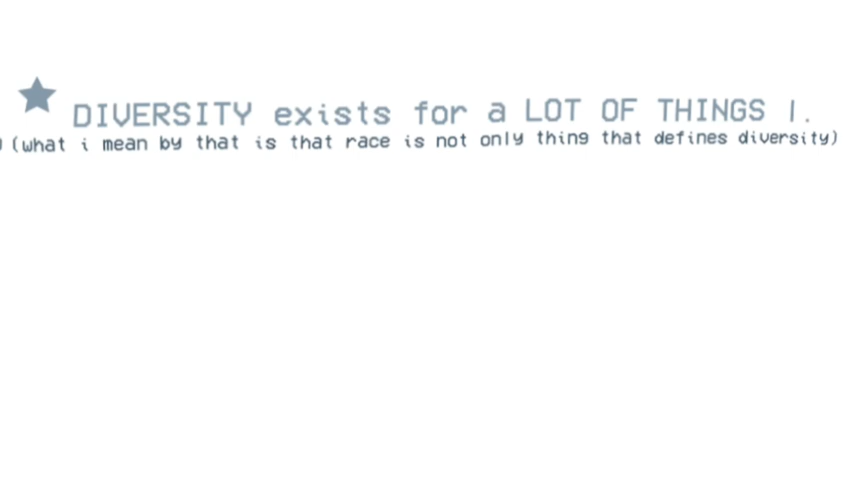 DIVERSITY exists for a LOT OF THINGS !.
(what i mean by that is that race is not only thing that defines diversity)